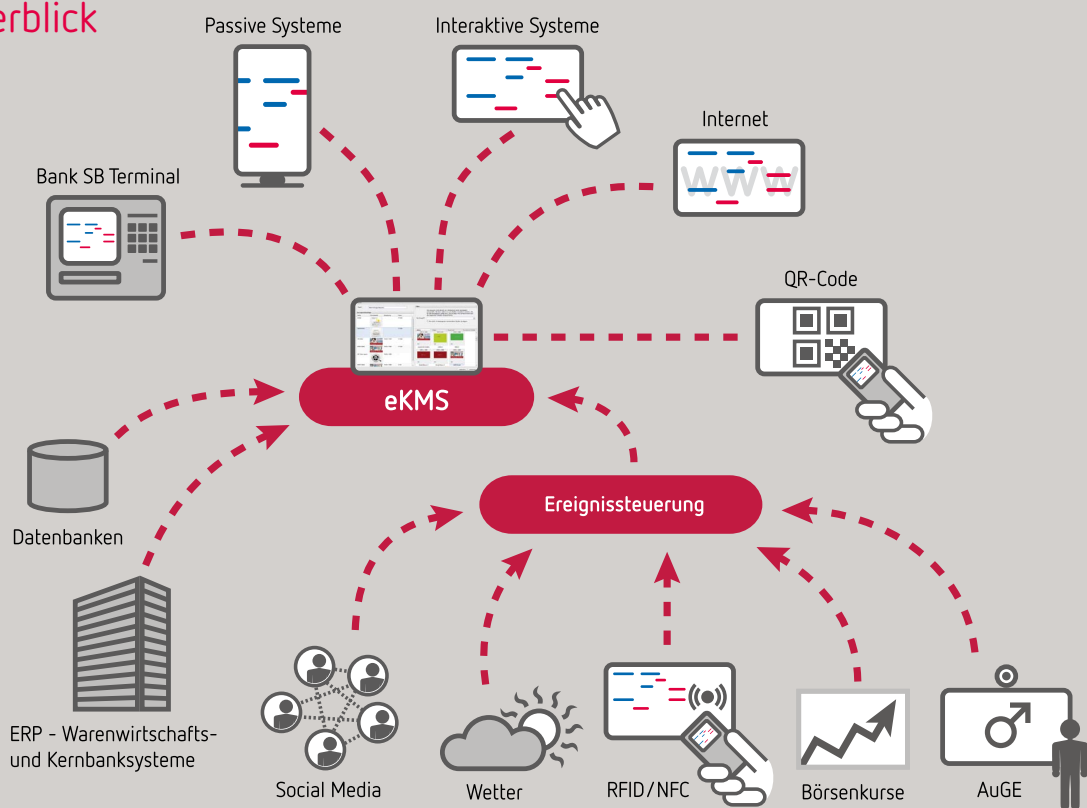 erblick
Passive Systeme
Interaktive Systeme
Internet
WWW
Bank SB Terminal
QR-Code
eKMS
Ereignissteuerung
Datenbanken
ERP - Warenwirtschafts-
und Kernbanksysteme
Social Media
Wetter
RFID/NFC
Börsenkurse
AuGE